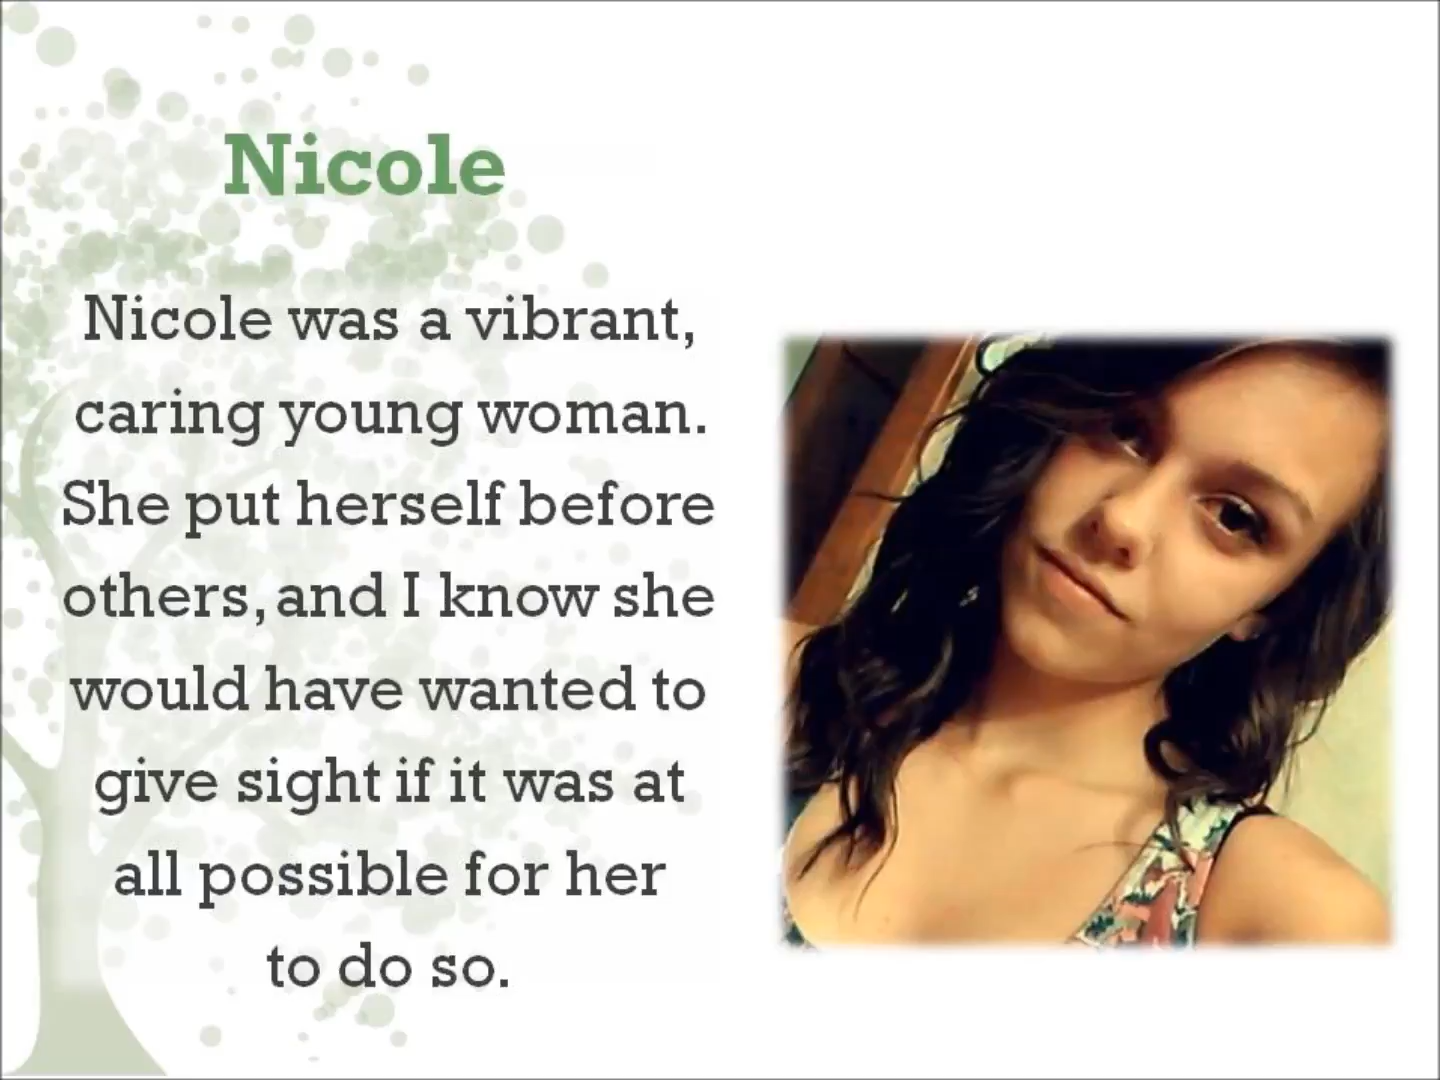 Nicole
Nicole was a vibrant,
caring young woman.
She put herself before
others, and I know she
would have wanted to
give sight if it was at
all possible for her
to do so.